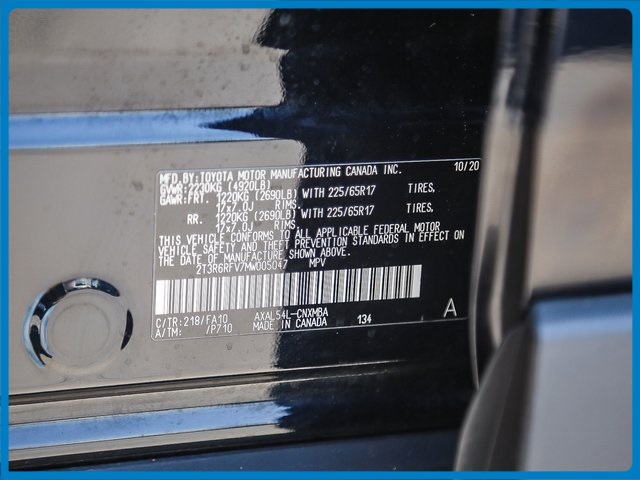 MFD.BY:TOYOTA MOTOR MANUFACTURING CANADA INC. 10/20
GVWR:2230KG (4920LB)
GAWR:FRT. 1220KG (2690LB) WITH 225/65R17 TIRES,
17x7.0J RIMS.
RR. 1220KG (2690LB) WITH 225/65R17 TIRES,
17x7.0J RIMS.
THIS VEHICLE CONFORMS TO ALL APPLICABLE FEDERAL MOTOR
VEHICLE SAFETY AND THEFT PREVENTION STANDARDS IN EFFECT ON
THE DATE OF MANUFACTURE SHOWN ABOVE.
2T3R6RFV7MW005047 MPV
C/TR:218/FA10 AXAL54L-CNXMBA A
A/TM: /P710 MADE IN CANADA 134